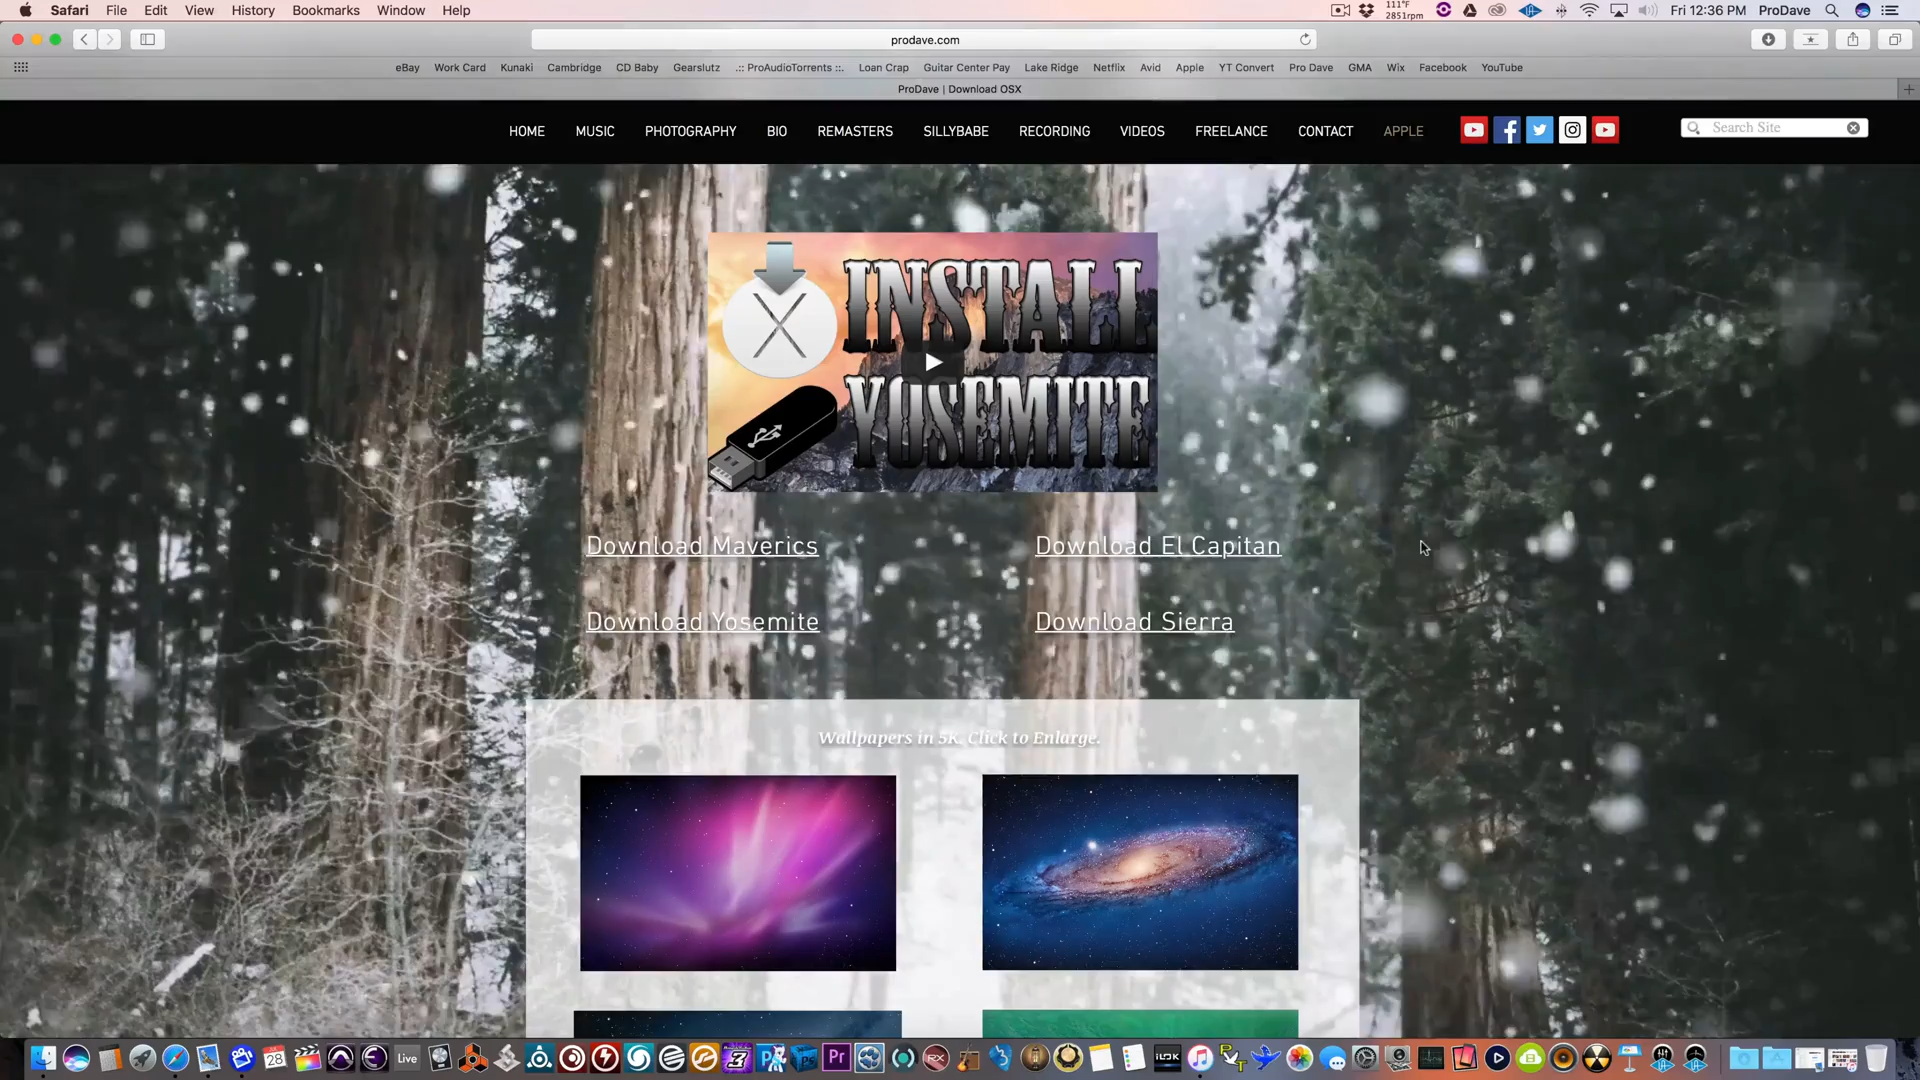 Safari File Edit View History Bookmarks Window Help
111°F
2851rpm
Fri 12:36 PM ProDave
prodave.com
eBay Work Card Kunaki Cambridge CD Baby Gearslutz .:: ProAudioTorrents ::. Loan Crap Guitar Center Pay Lake Ridge Netflix Avid Apple YT Convert Pro Dave GMA Wix Facebook YouTube
ProDave | Download OSX
HOME MUSIC PHOTOGRAPHY BIO REMASTERS SILLYBABE RECORDING VIDEOS FREELANCE CONTACT APPLE
Search Site
X
INSTALL
YOSEMITE
Download Maverics Download El Capitan
Download Yosemite Download Sierra
Wallpapers in 5K. Click to Enlarge.
28 Live Pr RX iLOK